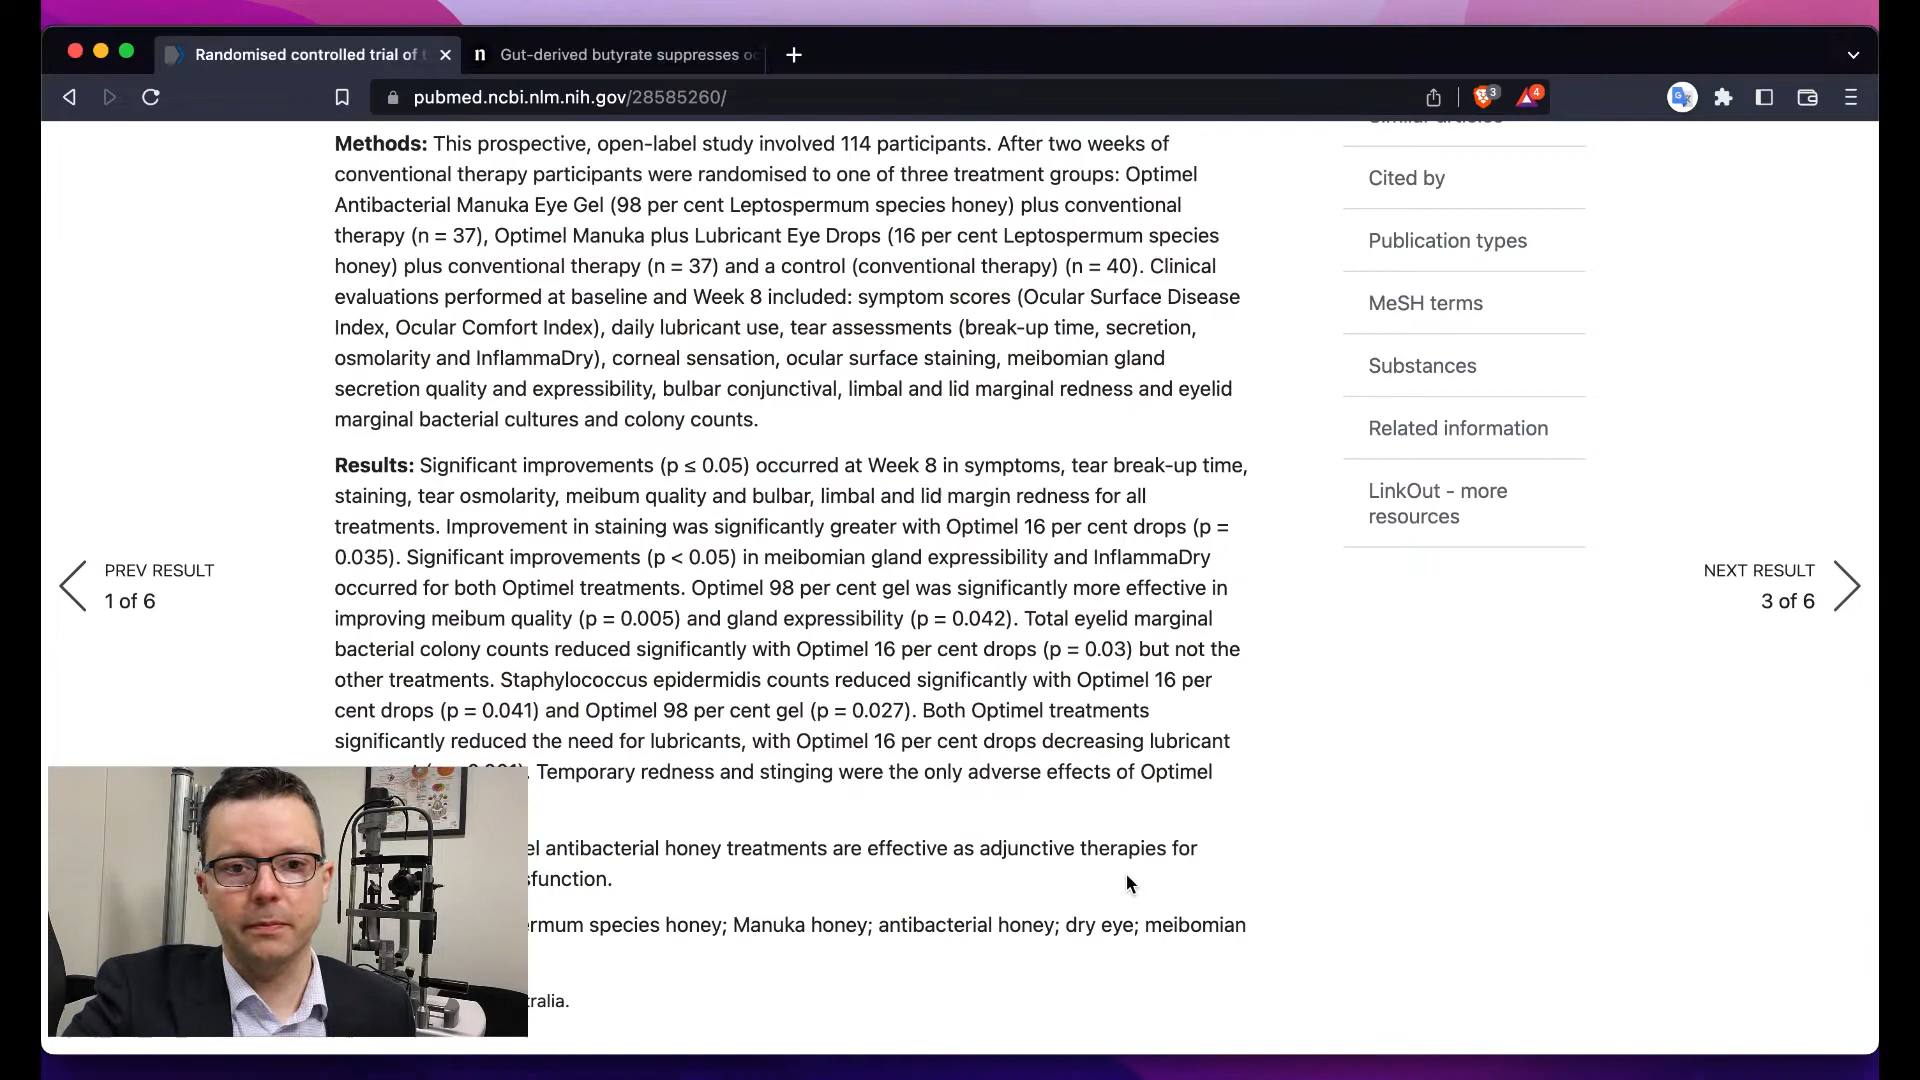 Randomised controlled trial of t
n Gut-derived butyrate suppresses oc
pubmed.ncbi.nlm.nih.gov/28585260/
3
4
Methods: This prospective, open-label study involved 114 participants. After two weeks of
conventional therapy participants were randomised to one of three treatment groups: Optimel
Antibacterial Manuka Eye Gel (98 per cent Leptospermum species honey) plus conventional
therapy (n = 37), Optimel Manuka plus Lubricant Eye Drops (16 per cent Leptospermum species
honey) plus conventional therapy (n = 37) and a control (conventional therapy) (n = 40). Clinical
evaluations performed at baseline and Week 8 included: symptom scores (Ocular Surface Disease
Index, Ocular Comfort Index), daily lubricant use, tear assessments (break-up time, secretion,
osmolarity and InflammaDry), corneal sensation, ocular surface staining, meibomian gland
secretion quality and expressibility, bulbar conjunctival, limbal and lid marginal redness and eyelid
marginal bacterial cultures and colony counts.
Results: Significant improvements (p ≤ 0.05) occurred at Week 8 in symptoms, tear break-up time,
staining, tear osmolarity, meibum quality and bulbar, limbal and lid margin redness for all
treatments. Improvement in staining was significantly greater with Optimel 16 per cent drops (p =
0.035). Significant improvements (p < 0.05) in meibomian gland expressibility and InflammaDry
occurred for both Optimel treatments. Optimel 98 per cent gel was significantly more effective in
improving meibum quality (p = 0.005) and gland expressibility (p = 0.042). Total eyelid marginal
bacterial colony counts reduced significantly with Optimel 16 per cent drops (p = 0.03) but not the
other treatments. Staphylococcus epidermidis counts reduced significantly with Optimel 16 per
cent drops (p = 0.041) and Optimel 98 per cent gel (p = 0.027). Both Optimel treatments
significantly reduced the need for lubricants, with Optimel 16 per cent drops decreasing lubricant
Temporary redness and stinging were the only adverse effects of Optimel
el antibacterial honey treatments are effective as adjunctive therapies for
sfunction.
ermum species honey; Manuka honey; antibacterial honey; dry eye; meibomian
tralia.
Similar articles
Cited by
Publication types
MeSH terms
Substances
Related information
LinkOut - more
resources
PREV RESULT
1 of 6
NEXT RESULT
3 of 6